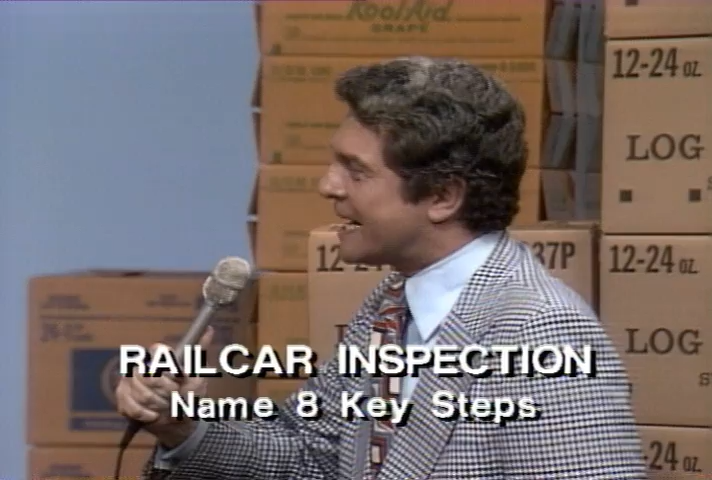 Kool-Aid
GRAPE
12-24 oz.
LOG
12-24
37P
12-24 oz.
LOG
RAILCAR INSPECTION
Name 8 Key Steps
-24 oz.